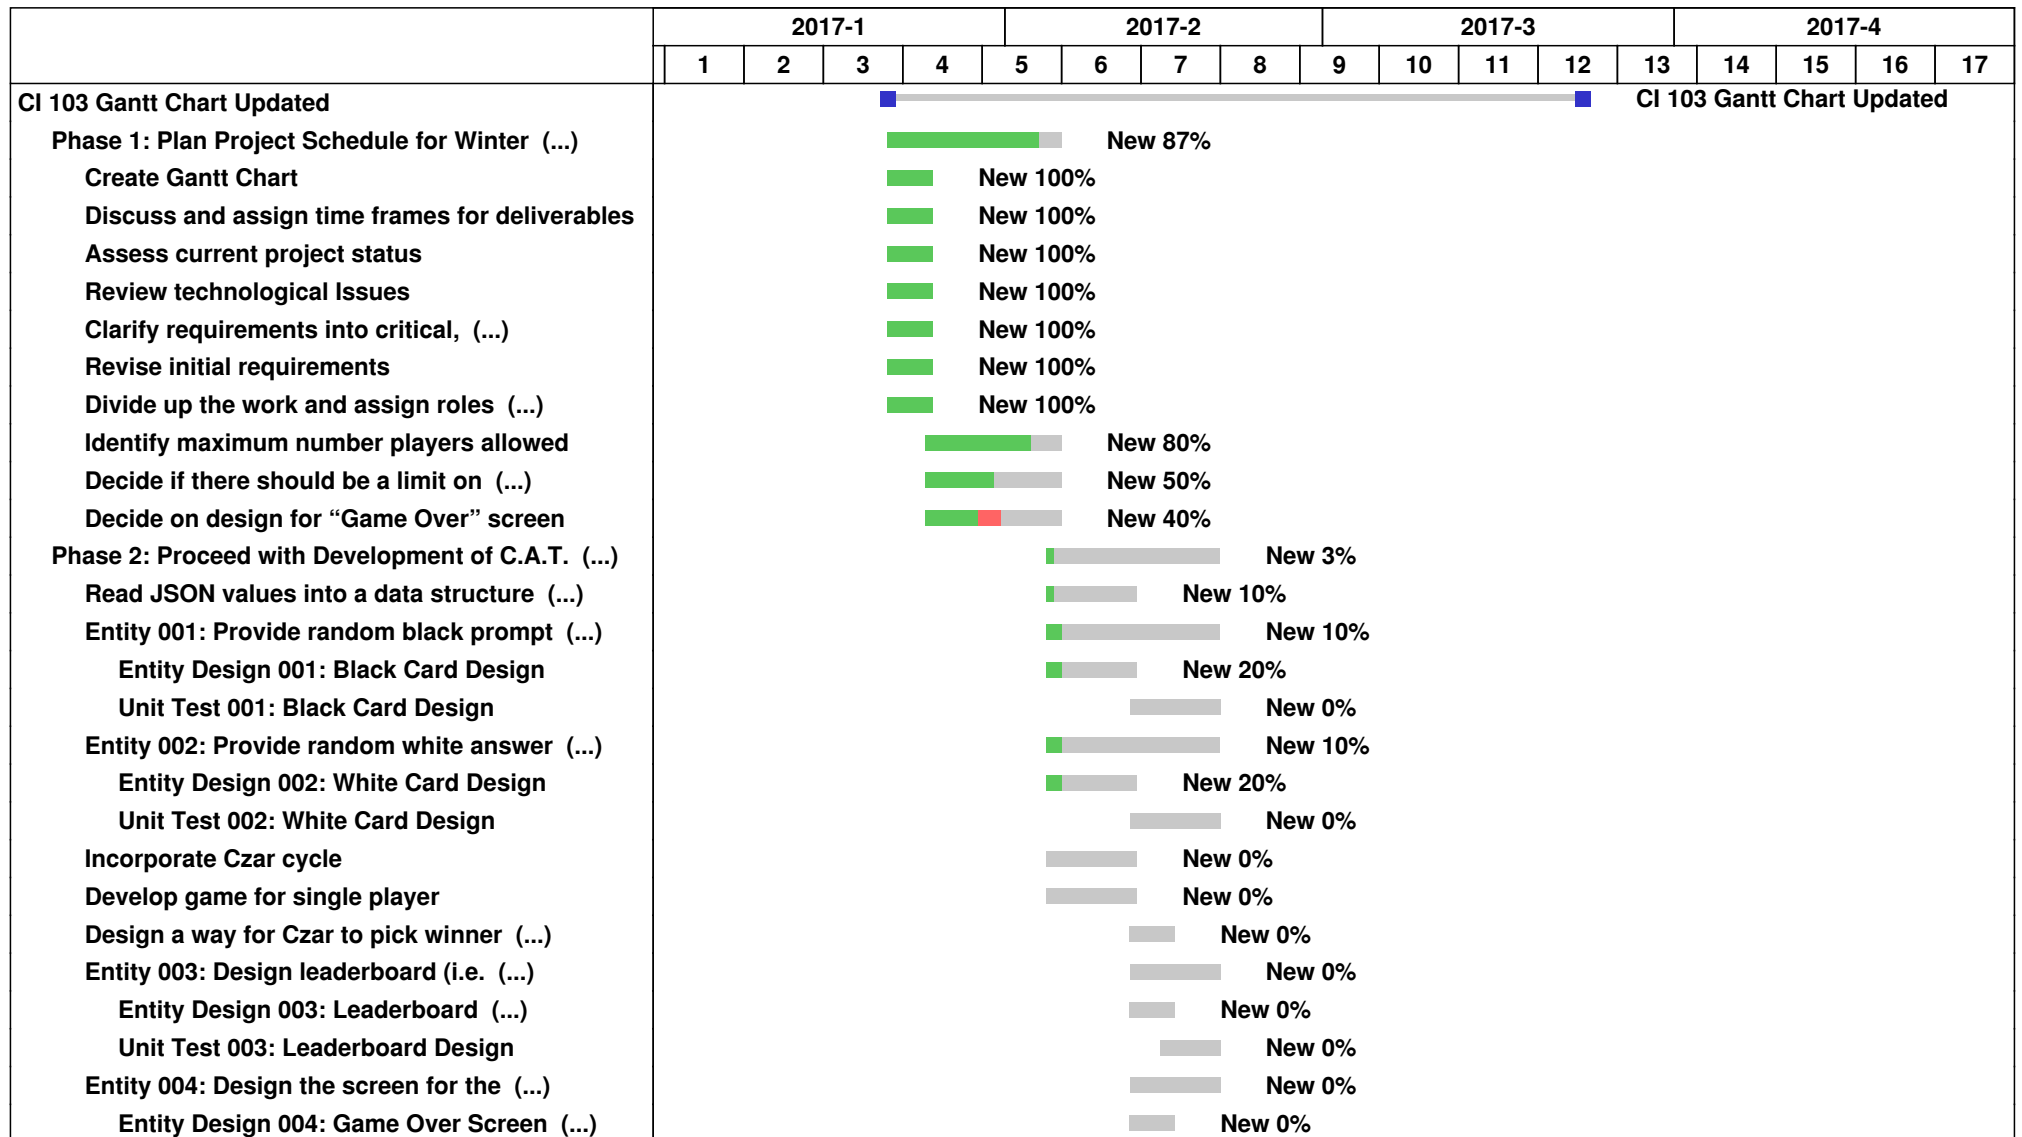 2017-1 2017-2 2017-3 2017-4
1 2 3 4 5 6 7 8 9 10 11 12 13 14 15 16 17
CI 103 Gantt Chart Updated CI 103 Gantt Chart Updated
Phase 1: Plan Project Schedule for Winter (...) New 87%
Create Gantt Chart New 100%
Discuss and assign time frames for deliverables New 100%
Assess current project status New 100%
Review technological Issues New 100%
Clarify requirements into critical, (...) New 100%
Revise initial requirements New 100%
Divide up the work and assign roles (...) New 100%
Identify maximum number players allowed New 80%
Decide if there should be a limit on (...) New 50%
Decide on design for “Game Over” screen New 40%
Phase 2: Proceed with Development of C.A.T. (...) New 3%
Read JSON values into a data structure (...) New 10%
Entity 001: Provide random black prompt (...) New 10%
Entity Design 001: Black Card Design New 20%
Unit Test 001: Black Card Design New 0%
Entity 002: Provide random white answer (...) New 10%
Entity Design 002: White Card Design New 20%
Unit Test 002: White Card Design New 0%
Incorporate Czar cycle New 0%
Develop game for single player New 0%
Design a way for Czar to pick winner (...) New 0%
Entity 003: Design leaderboard (i.e. (...) New 0%
Entity Design 003: Leaderboard (...) New 0%
Unit Test 003: Leaderboard Design New 0%
Entity 004: Design the screen for the (...) New 0%
Entity Design 004: Game Over Screen (...) New 0%